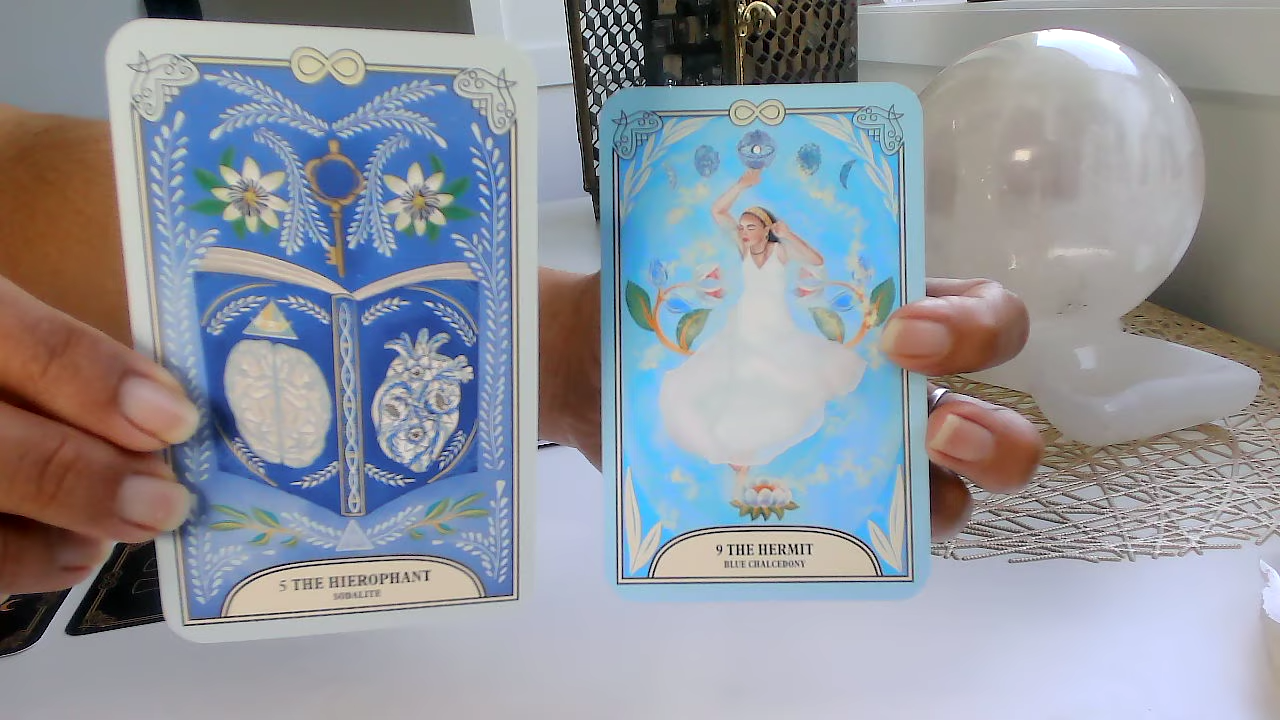 5 THE HIEROPHANT
SODALITE
9 THE HERMIT
BLUE CHALCEDONY